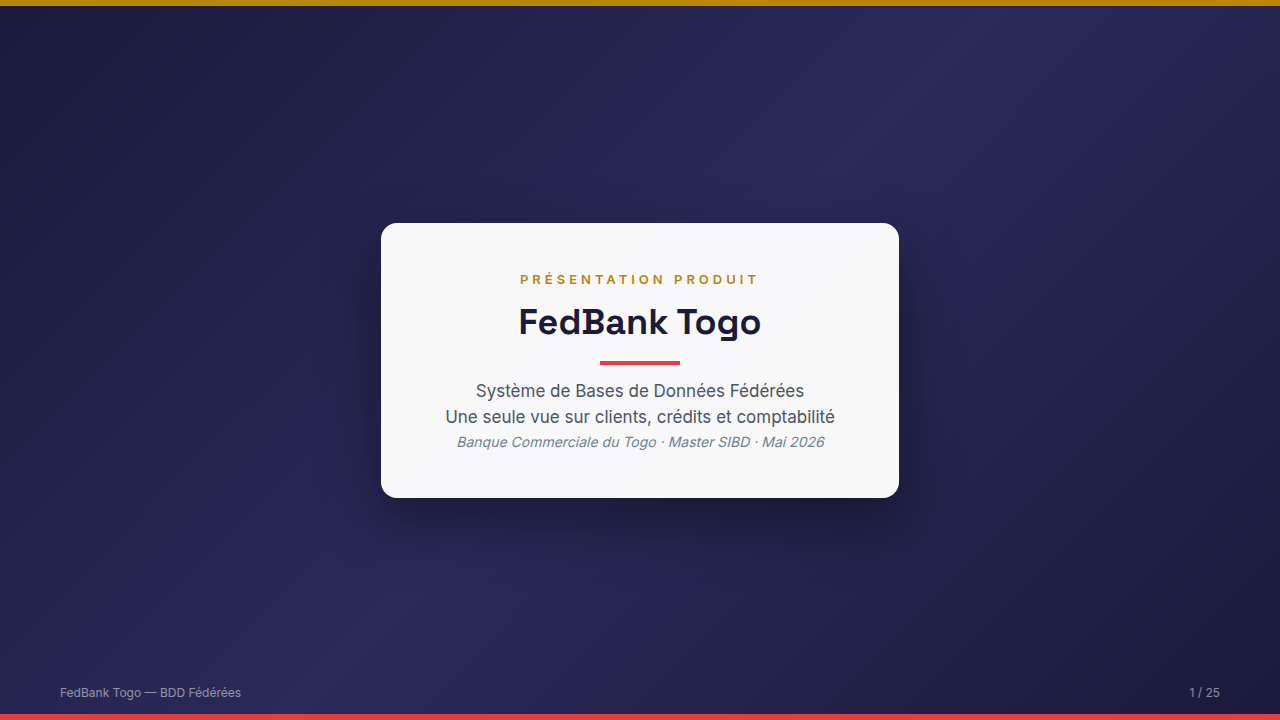 PRÉSENTATION PRODUIT
FedBank Togo
Système de Bases de Données Fédérées
Une seule vue sur clients, crédits et comptabilité
Banque Commerciale du Togo · Master SIBD · Mai 2026
FedBank Togo — BDD Fédérées
1 / 25